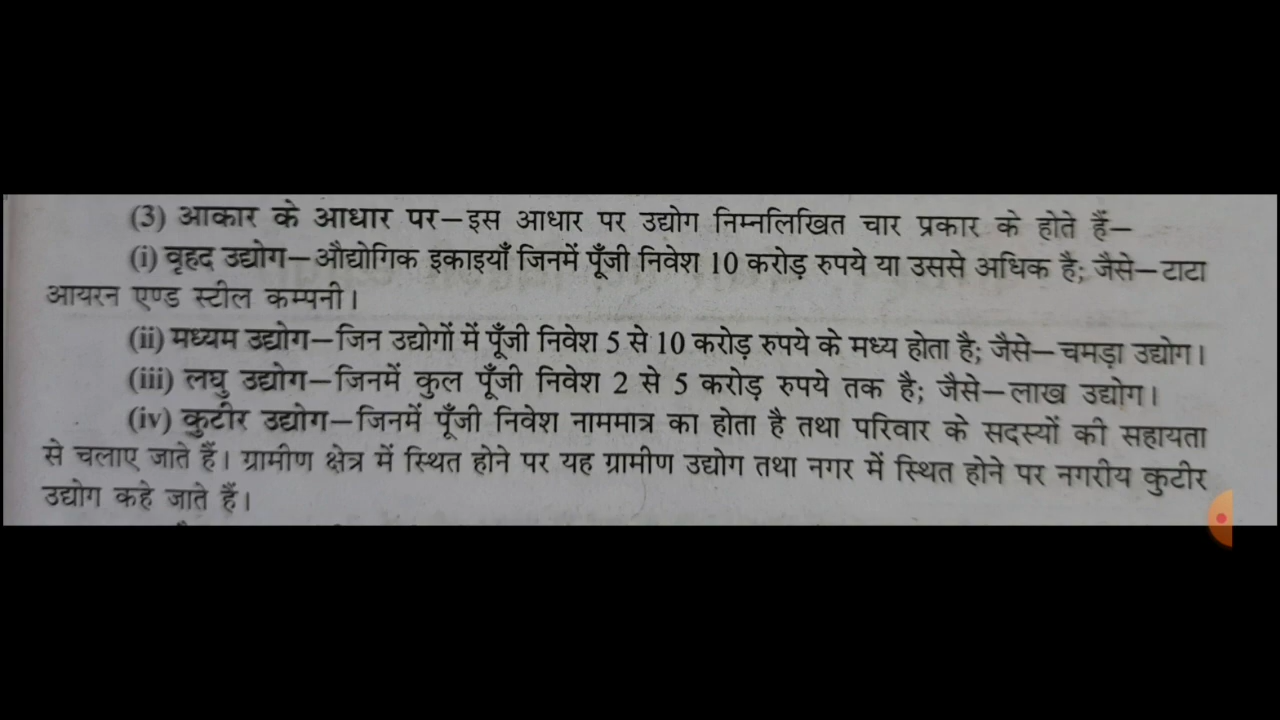 (3) आकार के आधार पर–इस आधार पर उद्योग निम्नलिखित चार प्रकार के होते हैं–
(i) वृहद उद्योग–औद्योगिक इकाइयाँ जिनमें पूँजी निवेश 10 करोड़ रुपये या उससे अधिक है; जैसे–टाटा
आयरन एण्ड स्टील कम्पनी।
(ii) मध्यम उद्योग–जिन उद्योगों में पूँजी निवेश 5 से 10 करोड़ रुपये के मध्य होता है; जैसे–चमड़ा उद्योग।
(iii) लघु उद्योग–जिनमें कुल पूँजी निवेश 2 से 5 करोड़ रुपये तक है; जैसे–लाख उद्योग।
(iv) कुटीर उद्योग–जिनमें पूँजी निवेश नाममात्र का होता है तथा परिवार के सदस्यों की सहायता
से चलाए जाते हैं। ग्रामीण क्षेत्र में स्थित होने पर यह ग्रामीण उद्योग तथा नगर में स्थित होने पर नगरीय कुटीर
उद्योग कहे जाते हैं।